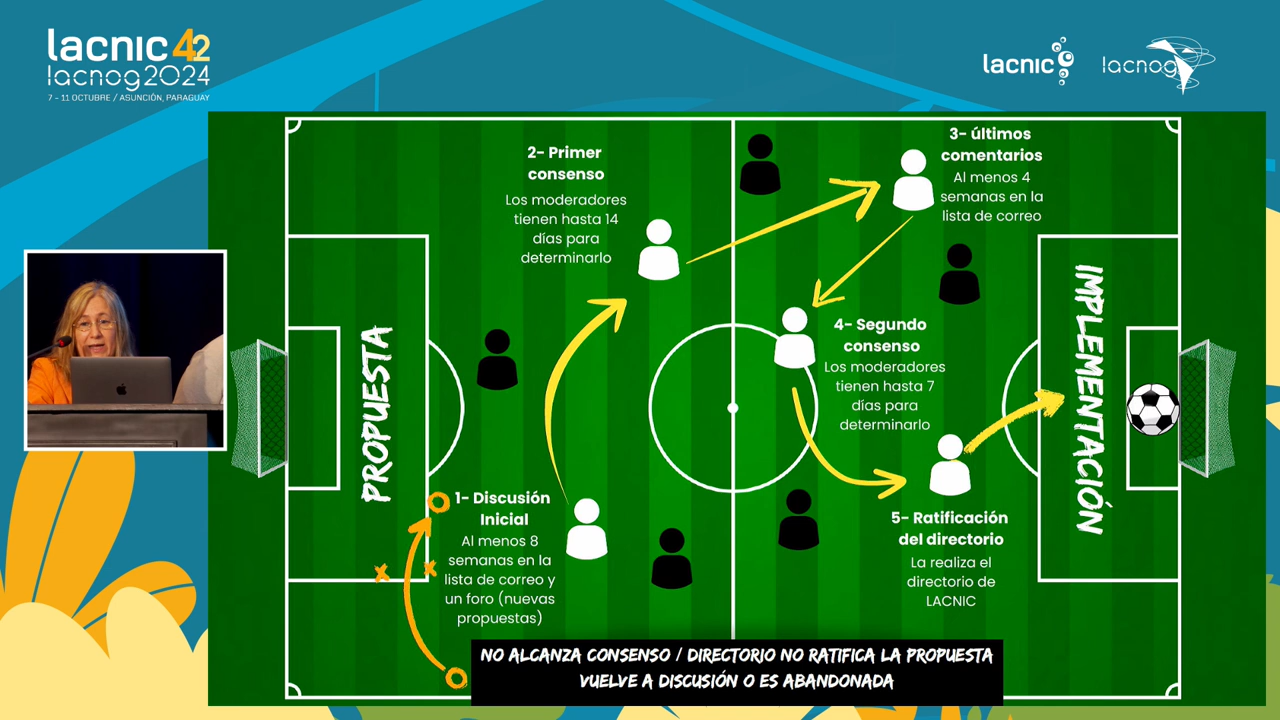 lacnic 42
lacnog2024
7 - 11 OCTUBRE / ASUNCIÓN, PARAGUAY
lacnic
lacnog
PROPUESTA
1- Discusión
Inicial
Al menos 8
semanas en la
lista de correo y
un foro (nuevas
propuestas)
2- Primer
consenso
Los moderadores
tienen hasta 14
días para
determinarlo
3- últimos
comentarios
Al menos 4
semanas en la
lista de correo
4- Segundo
consenso
Los moderadores
tienen hasta 7
días para
determinarlo
5- Ratificación
del directorio
La realiza el
directorio de
LACNIC
IMPLEMENTACIÓN
NO ALCANZA CONSENSO / DIRECTORIO NO RATIFICA LA PROPUESTA
VUELVE A DISCUSIÓN O ES ABANDONADA